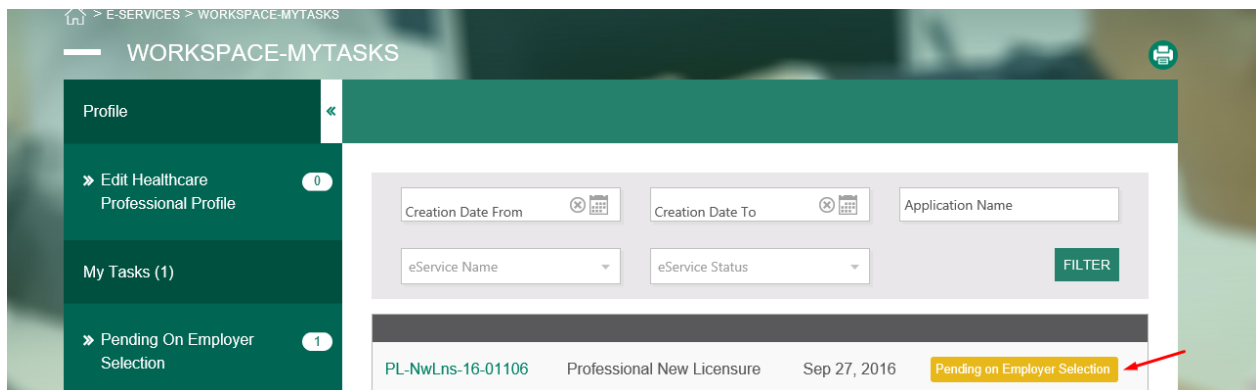 > E-SERVICES > WORKSPACE-MYTASKS
WORKSPACE-MYTASKS
Profile
Edit Healthcare
Professional Profile
0
My Tasks (1)
Pending On Employer
Selection
1
Creation Date From
Creation Date To
Application Name
eService Name
eService Status
FILTER
PL-NwLns-16-01106 Professional New Licensure Sep 27, 2016 Pending on Employer Selection